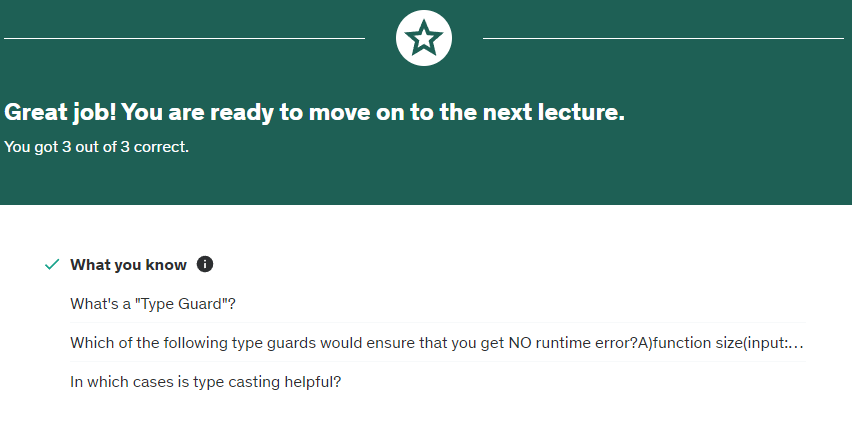 Great job! You are ready to move on to the next lecture.
You got 3 out of 3 correct.
What you know
What's a "Type Guard"?
Which of the following type guards would ensure that you get NO runtime error?A)function size(input:…
In which cases is type casting helpful?